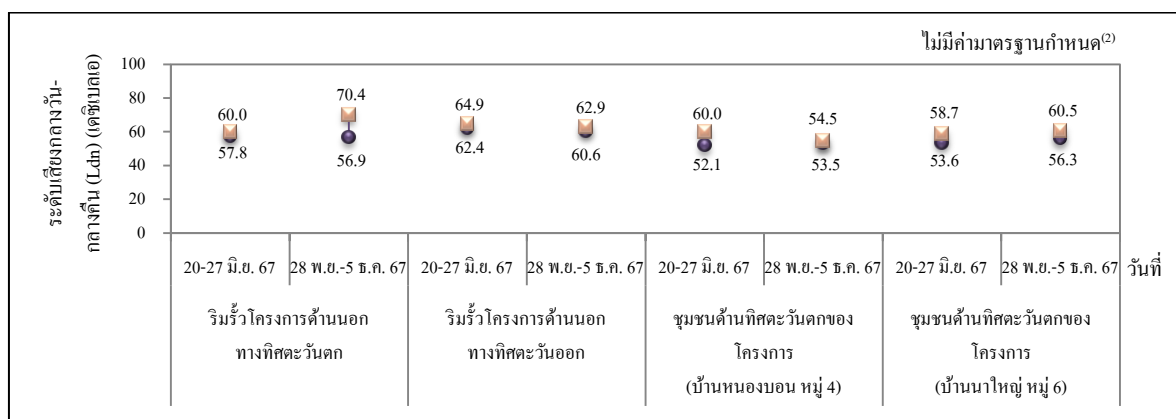 ไม่มีค่ามาตรฐานกำหนด(2)
ระดับเสียงกลางวัน-
กลางคืน (Ldn) (เดซิเบลเอ)
100
80
60
40
20
0
60.0 70.4 64.9 62.9 60.0 54.5 58.7 60.5
57.8 56.9 62.4 60.6 52.1 53.5 53.6 56.3
20-27 มิ.ย. 67 28 พ.ย.-5 ธ.ค. 67 20-27 มิ.ย. 67 28 พ.ย.-5 ธ.ค. 67 20-27 มิ.ย. 67 28 พ.ย.-5 ธ.ค. 67 20-27 มิ.ย. 67 28 พ.ย.-5 ธ.ค. 67 วันที่
ริมรั้วโครงการด้านนอก
ทางทิศตะวันตก
ริมรั้วโครงการด้านนอก
ทางทิศตะวันออก
ชุมชนด้านทิศตะวันตกของ
โครงการ
(บ้านหนองบอน หมู่ 4)
ชุมชนด้านทิศตะวันตกของ
โครงการ
(บ้านนาใหญ่ หมู่ 6)